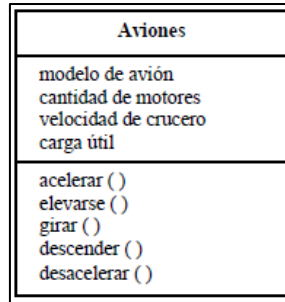 Aviones
modelo de avión
cantidad de motores
velocidad de crucero
carga útil
acelerar ( )
elevarse ( )
girar ( )
descender ( )
desacelerar ( )